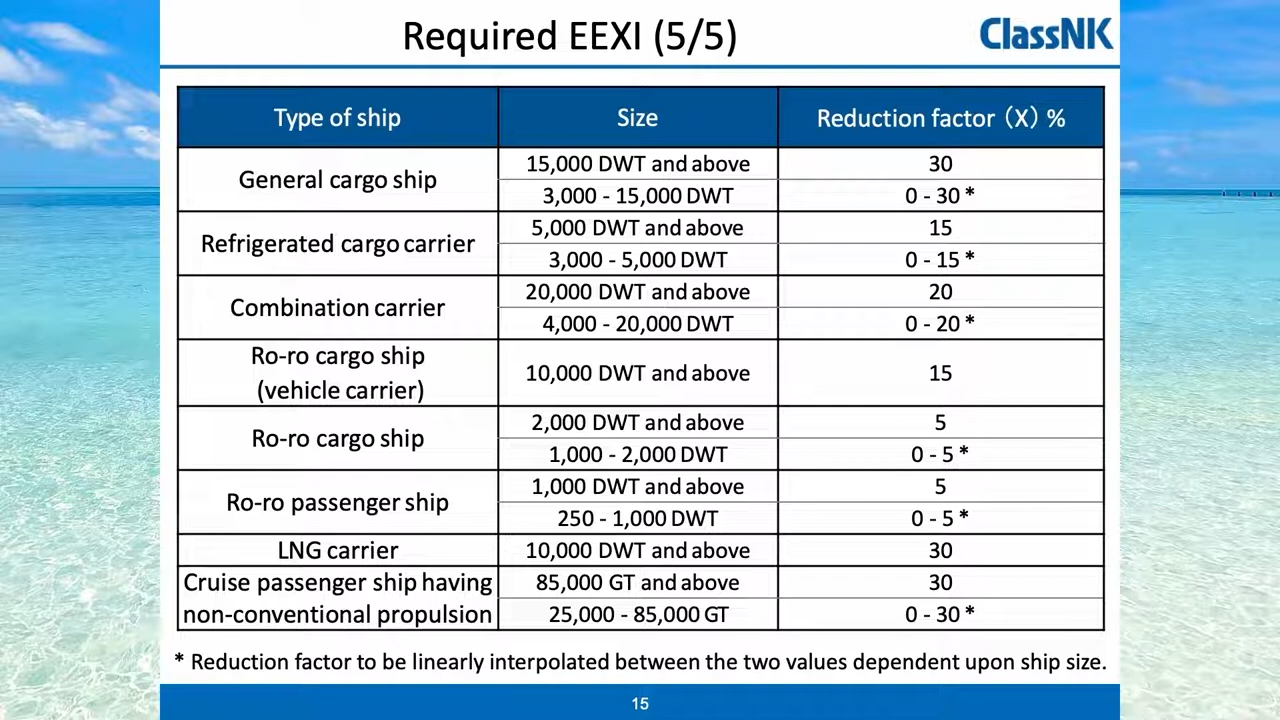 Required EEXI (5/5)
ClassNK
Type of ship Size Reduction factor (X) %
General cargo ship
15,000 DWT and above 30
3,000 - 15,000 DWT 0 - 30 *
Refrigerated cargo carrier
5,000 DWT and above 15
3,000 - 5,000 DWT 0 - 15 *
Combination carrier
20,000 DWT and above 20
4,000 - 20,000 DWT 0 - 20 *
Ro-ro cargo ship
(vehicle carrier)
10,000 DWT and above 15
Ro-ro cargo ship
2,000 DWT and above 5
1,000 - 2,000 DWT 0 - 5 *
Ro-ro passenger ship
1,000 DWT and above 5
250 - 1,000 DWT 0 - 5 *
LNG carrier 10,000 DWT and above 30
Cruise passenger ship having
non-conventional propulsion
85,000 GT and above 30
25,000 - 85,000 GT 0 - 30 *
* Reduction factor to be linearly interpolated between the two values dependent upon ship size.
15